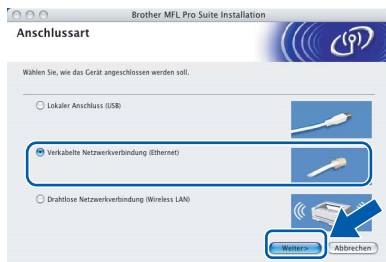 Brother MFL Pro Suite Installation
Anschlussart
Wählen Sie, wie das Gerät angeschlossen werden soll.
Lokaler Anschluss (USB)
Verkabelte Netzwerkverbindung (Ethernet)
Drahtlose Netzwerkverbindung (Wireless LAN)
Weiter>
Abbrechen